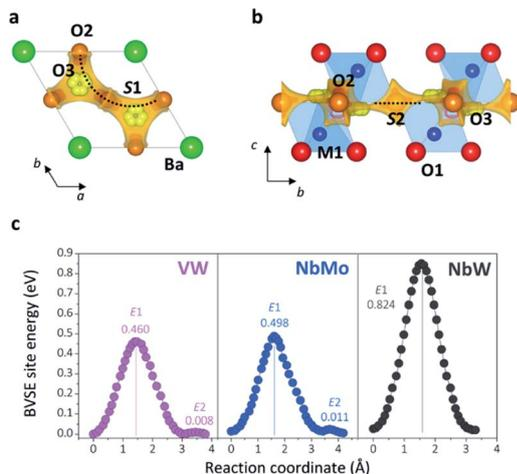 a
O2
O3
S1
Ba
b
a
b
O2
S2
O3
M1
O1
c
b
c
VW
NbMo
NbW
E1
0.460
E2
0.008
E1
0.498
E2
0.011
E1
0.824
BVSE site energy (eV)
0.9
0.8
0.7
0.6
0.5
0.4
0.3
0.2
0.1
0.0
0 1 2 3 4
0 1 2 3 4
0 1 2 3 4
Reaction coordinate (Å)